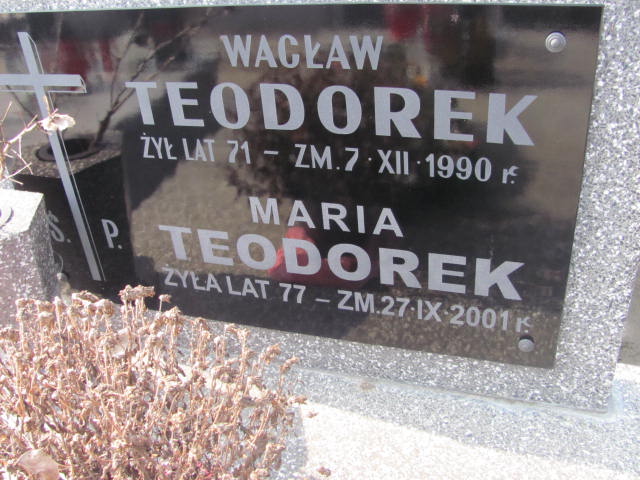 WACŁAW
TEODOREK
ŻYŁ LAT 71 – ZM. 7·XII·1990 r.
Ś. P.
MARIA
TEODOREK
ŻYŁA LAT 77 – ZM. 27·IX 2001 r.